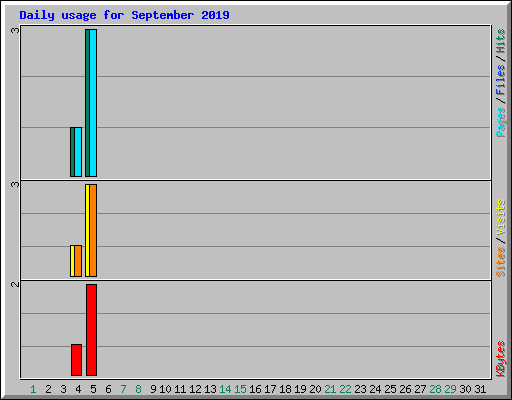 Daily usage for September 2019
3
3
2
Pages / Files / Hits
Sites / Visits
KBytes
1 2 3 4 5 6 7 8 9 10 11 12 13 14 15 16 17 18 19 20 21 22 23 24 25 26 27 28 29 30 31